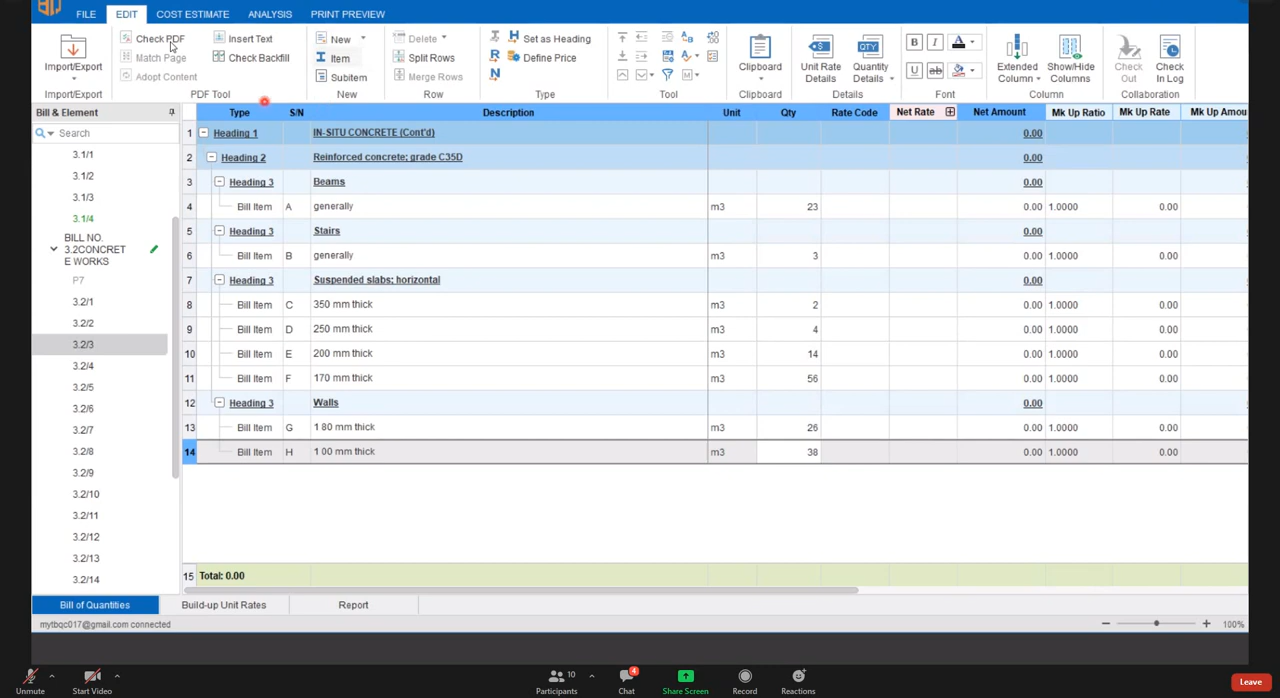 FILE EDIT COST ESTIMATE ANALYSIS PRINT PREVIEW
Import/Export
Import/Export
Check PDF
Match Page
Adopt Content
Insert Text
Check Backfill
PDF Tool
New
Item
Subitem
New
Delete
Split Rows
Merge Rows
Row
Set as Heading
Define Price
R
N
Type
Tool
Clipboard
Clipboard
Unit Rate Details
QTY
Quantity Details
Details
B I A
U ab
Font
Extended Column
Show/Hide Columns
Column
Check Out
Check In Log
Collaboration
Bill & Element
Search
3.1/1
3.1/2
3.1/3
3.1/4
BILL NO.
3.2CONCRET
E WORKS
P7
3.2/1
3.2/2
3.2/3
3.2/4
3.2/5
3.2/6
3.2/7
3.2/8
3.2/9
3.2/10
3.2/11
3.2/12
3.2/13
3.2/14
Type S/N Description Unit Qty Rate Code Net Rate Net Amount Mk Up Ratio Mk Up Rate Mk Up Amou
1 Heading 1 IN-SITU CONCRETE (Cont'd) 0.00
2 Heading 2 Reinforced concrete; grade C35D 0.00
3 Heading 3 Beams 0.00
4 Bill Item A generally m3 23 0.00 1.0000 0.00
5 Heading 3 Stairs 0.00
6 Bill Item B generally m3 3 0.00 1.0000 0.00
7 Heading 3 Suspended slabs; horizontal 0.00
8 Bill Item C 350 mm thick m3 2 0.00 1.0000 0.00
9 Bill Item D 250 mm thick m3 4 0.00 1.0000 0.00
10 Bill Item E 200 mm thick m3 14 0.00 1.0000 0.00
11 Bill Item F 170 mm thick m3 56 0.00 1.0000 0.00
12 Heading 3 Walls 0.00
13 Bill Item G 1 80 mm thick m3 26 0.00 1.0000 0.00
14 Bill Item H 1 00 mm thick m3 38 0.00 1.0000 0.00
15 Total: 0.00
Bill of Quantities Build-up Unit Rates Report
mytbqc017@gmail.com connected 100%
Unmute Start Video Participants 10 Chat 4 Share Screen Record Reactions Leave